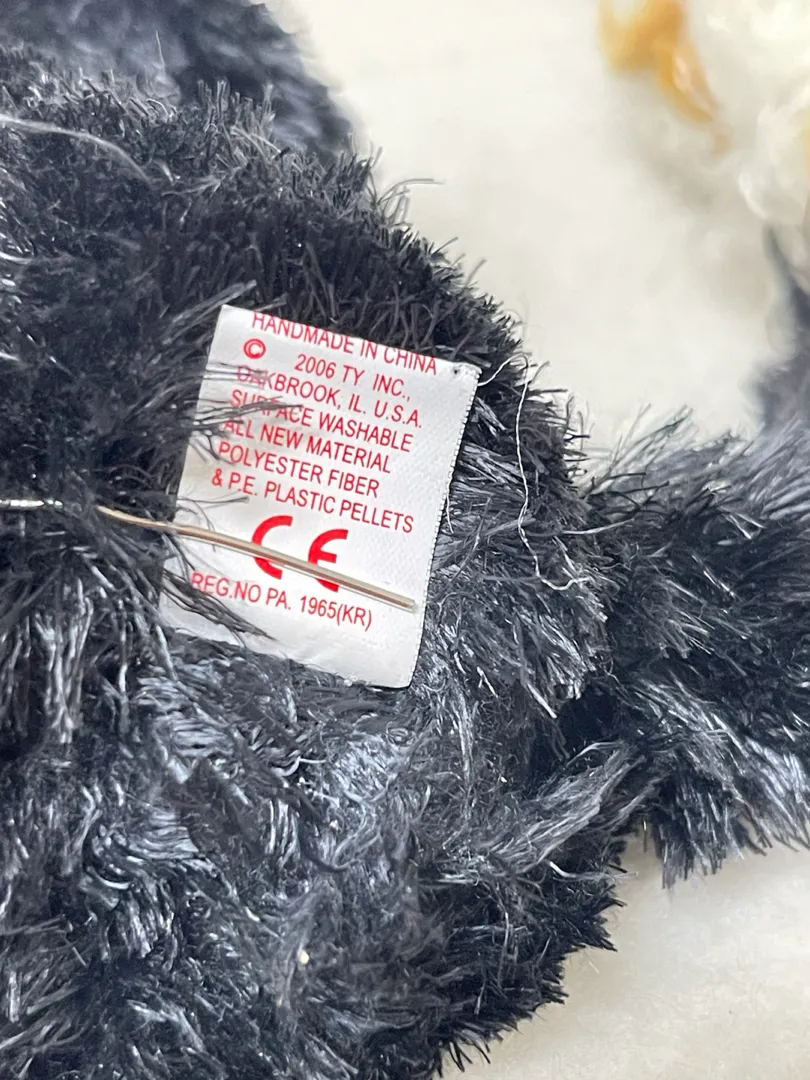 HANDMADE IN CHINA
© 2006 TY INC.,
OAKBROOK, IL. U.S.A.
SURFACE WASHABLE
ALL NEW MATERIAL
POLYESTER FIBER
& P.E. PLASTIC PELLETS
CE
REG.NO PA. 1965(KR)